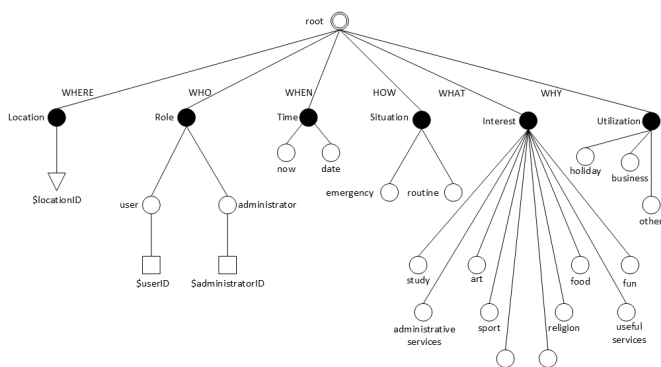 root
WHERE
WHO
WHEN
HOW
WHAT
WHY
Location
Role
Time
Situation
Interest
Utilization
now
date
holiday
business
$locationID
user
administrator
emergency
routine
other
$userID
$administratorID
study
art
food
fun
administrative
services
sport
religion
useful
services